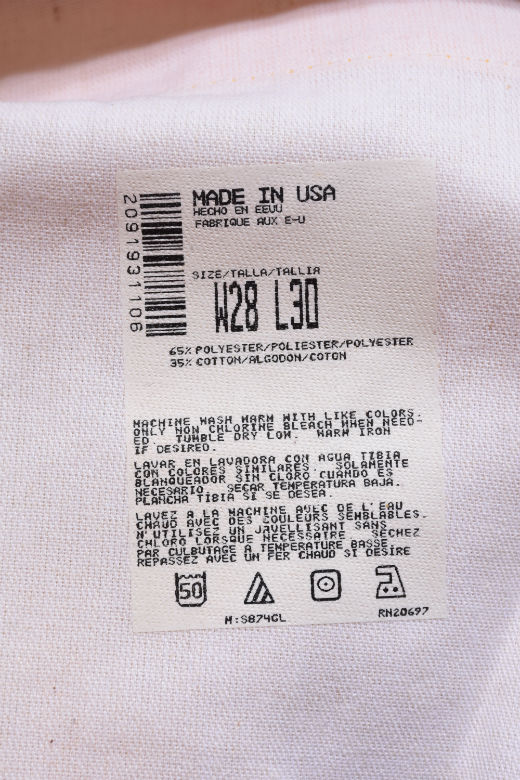 2091931106
MADE IN USA
HECHO EN EEUU
FABRIQUE AUX E-U
SIZE/TALLA/TALLIA
W28 L30
65% POLYESTER/POLIESTER/POLYESTER
35% COTTON/ALGODON/COTON
MACHINE WASH WARM WITH LIKE COLORS.
ONLY NON CHLORINE BLEACH WHEN NEED-
ED. TUMBLE DRY LOW. WARM IRON
IF DESIRED.
LAVAR EN LAVADORA CON AGUA TIBIA
CON COLORES SIMILARES. SOLAMENTE
BLANQUEADOR SIN CLORO CUANDO ES
NECESARIO. SECAR TEMPERATURA BAJA.
PLANCHA TIBIA SI SE DESEA.
LAVEZ A LA MACHINE AVEC DE L'EAU
CHAUD AVEC DES COULEURS SEMBLABLES.
N'UTILISEZ UN JAVELLISANT SANS
CHLORO LORSQUE NECESSAIRE. SECHEZ
PAR CULBUTAGE A TEMPERATURE BASSE.
REPASSEZ AVEC UN FER CHAUD SI DESIRE
50
M:S874GL
RN20697